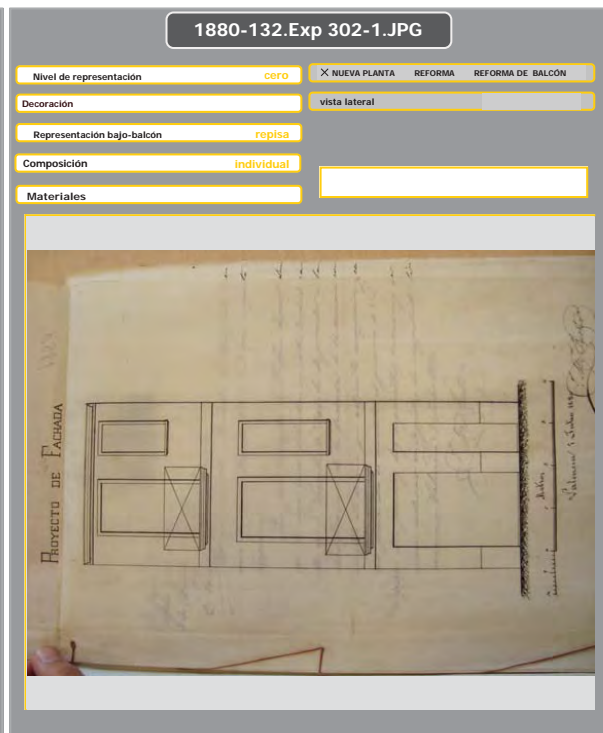 1880-132.Exp 302-1.JPG
Nivel de representación cero
× NUEVA PLANTA REFORMA REFORMA DE BALCÓN
Decoración
vista lateral
Representación bajo-balcón repisa
Composición individual
Materiales
PROYECTO DE FACHADA
Valencia